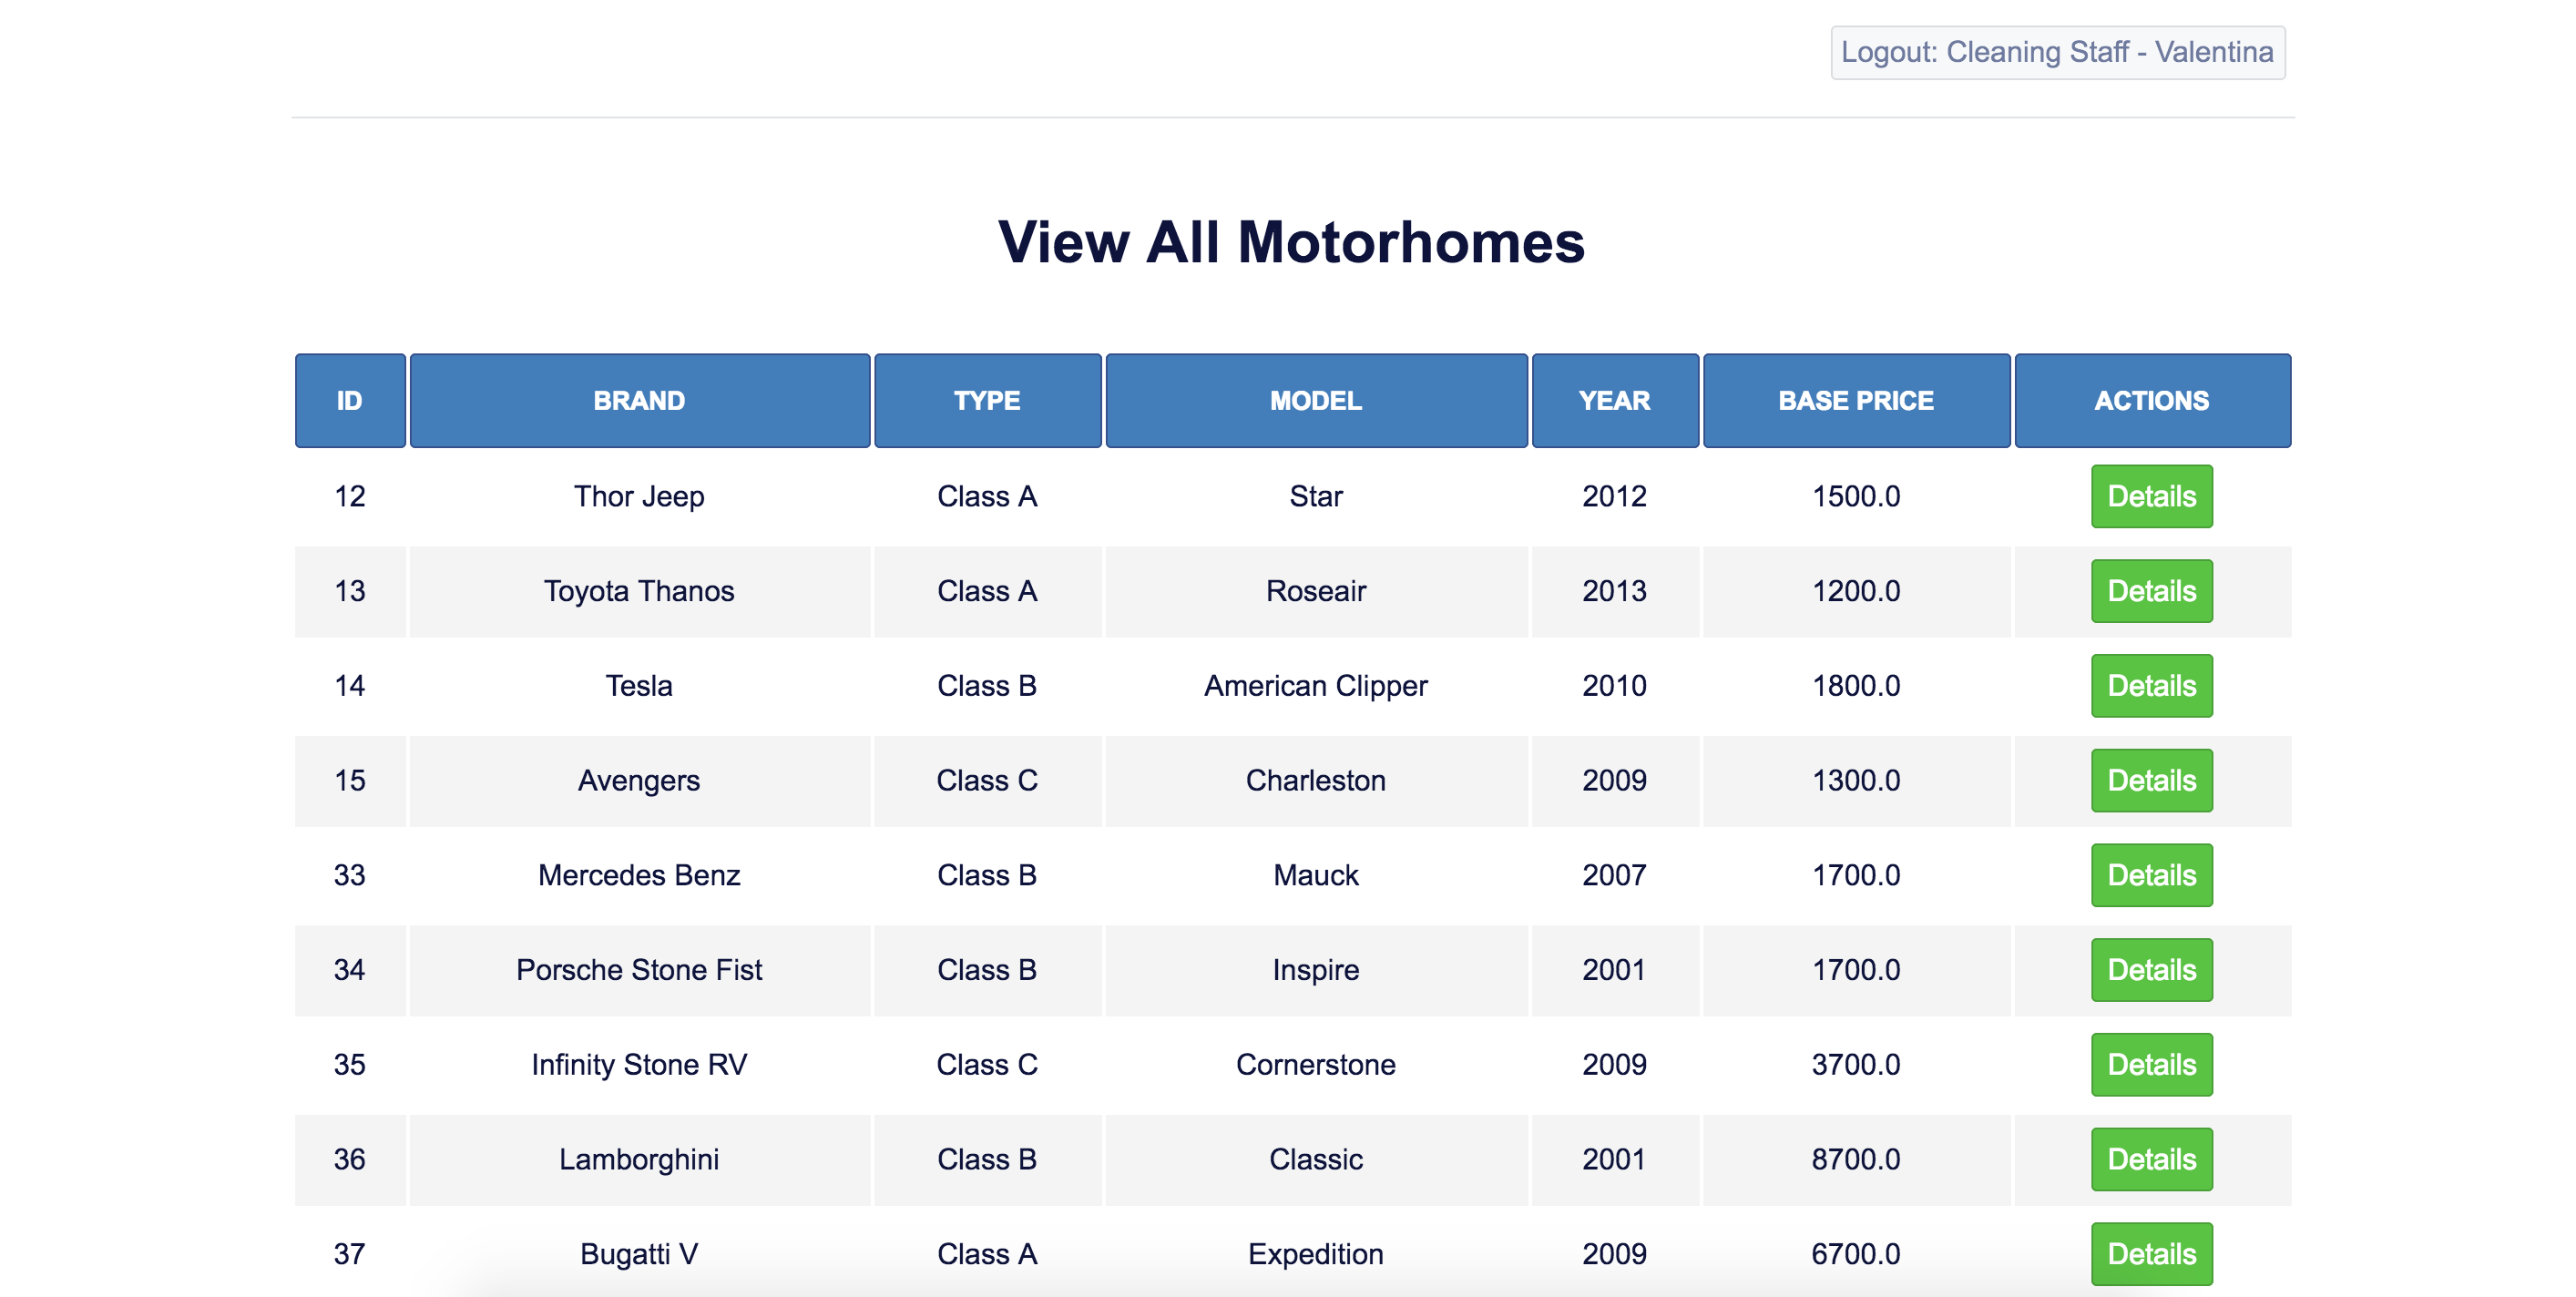 Logout: Cleaning Staff - Valentina
View All Motorhomes
ID BRAND TYPE MODEL YEAR BASE PRICE ACTIONS
12 Thor Jeep Class A Star 2012 1500.0 Details
13 Toyota Thanos Class A Roseair 2013 1200.0 Details
14 Tesla Class B American Clipper 2010 1800.0 Details
15 Avengers Class C Charleston 2009 1300.0 Details
33 Mercedes Benz Class B Mauck 2007 1700.0 Details
34 Porsche Stone Fist Class B Inspire 2001 1700.0 Details
35 Infinity Stone RV Class C Cornerstone 2009 3700.0 Details
36 Lamborghini Class B Classic 2001 8700.0 Details
37 Bugatti V Class A Expedition 2009 6700.0 Details